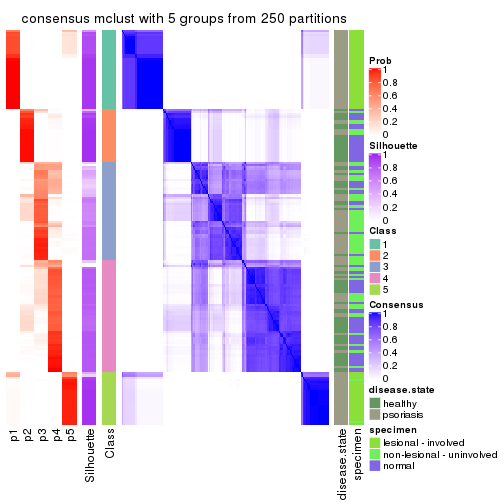 consensus mclust with 5 groups from 250 partitions
Prob
1
0.8
0.6
0.4
0.2
0
Silhouette
1
0.8
0.6
0.4
0.2
0
Class
1
2
3
4
5
Consensus
1
0.8
0.6
0.4
0.2
0
disease.state
healthy
psoriasis
specimen
lesional - involved
non-lesional - uninvolved
normal
p1
p2
p3
p4
p5
Silhouette
Class
disease.state
specimen